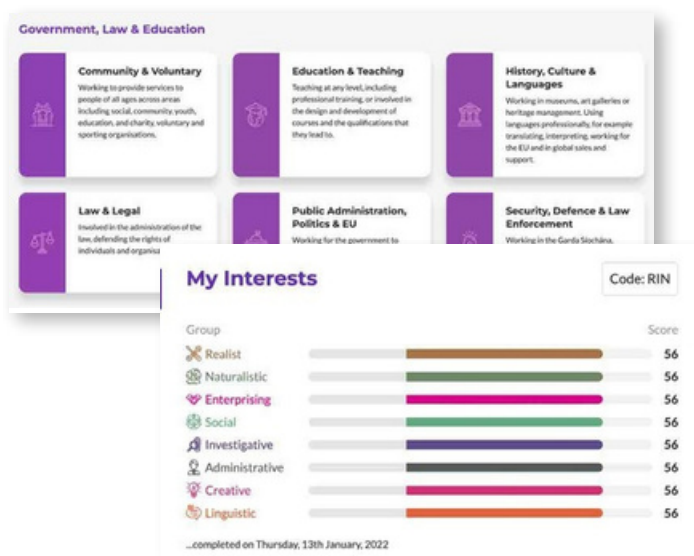 Government, Law & Education
Community & Voluntary
Working to provide services to
people of all ages across areas
including social, community, youth,
education, and charity, voluntary and
sporting organisations.
Education & Teaching
Teaching at any level, including
professional training, or involved in
the design and development of
courses and the qualifications that
they lead to.
History, Culture &
Languages
Working in museums, art galleries or
heritage management. Using
languages professionally, for example
translating, interpreting, working for
the EU and in global sales and
support.
Law & Legal
Involved in the administration of the
law, defending the rights of
individuals and organisa
Public Administration,
Politics & EU
Working for the government to
Security, Defence & Law
Enforcement
Working in the Garda Síochána,
My Interests
Code: RIN
Group Score
Realist 56
Naturalistic 56
Enterprising 56
Social 56
Investigative 56
Administrative 56
Creative 56
Linguistic 56
...completed on Thursday, 13th January, 2022